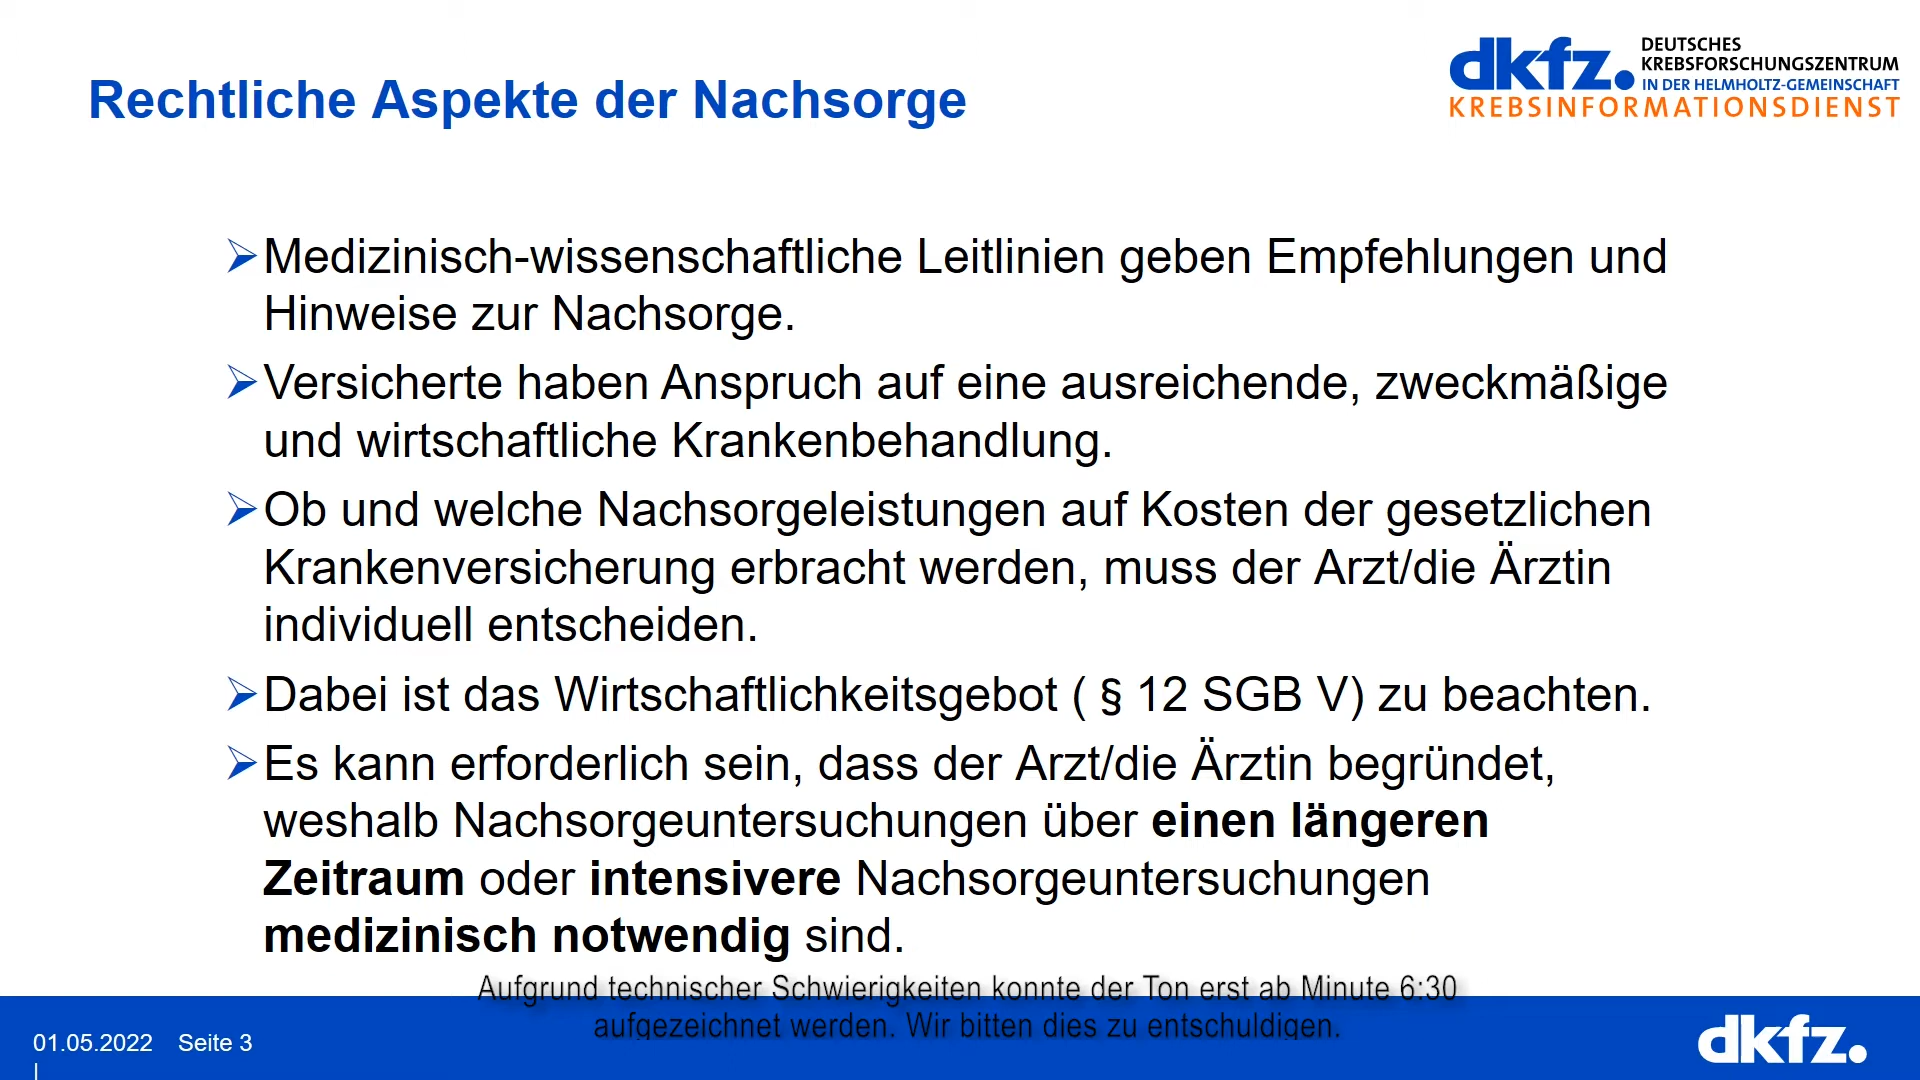 Rechtliche Aspekte der Nachsorge
dkfz. DEUTSCHES
KREBSFORSCHUNGSZENTRUM
IN DER HELMHOLTZ-GEMEINSCHAFT
KREBSINFORMATIONSDIENST
Medizinisch-wissenschaftliche Leitlinien geben Empfehlungen und
Hinweise zur Nachsorge.
Versicherte haben Anspruch auf eine ausreichende, zweckmäßige
und wirtschaftliche Krankenbehandlung.
Ob und welche Nachsorgeleistungen auf Kosten der gesetzlichen
Krankenversicherung erbracht werden, muss der Arzt/die Ärztin
individuell entscheiden.
Dabei ist das Wirtschaftlichkeitsgebot ( § 12 SGB V) zu beachten.
Es kann erforderlich sein, dass der Arzt/die Ärztin begründet,
weshalb Nachsorgeuntersuchungen über einen längeren
Zeitraum oder intensivere Nachsorgeuntersuchungen
medizinisch notwendig sind.
Aufgrund technischer Schwierigkeiten konnte der Ton erst ab Minute 6:30
aufgezeichnet werden. Wir bitten dies zu entschuldigen.
01.05.2022 Seite 3
|
dkfz.